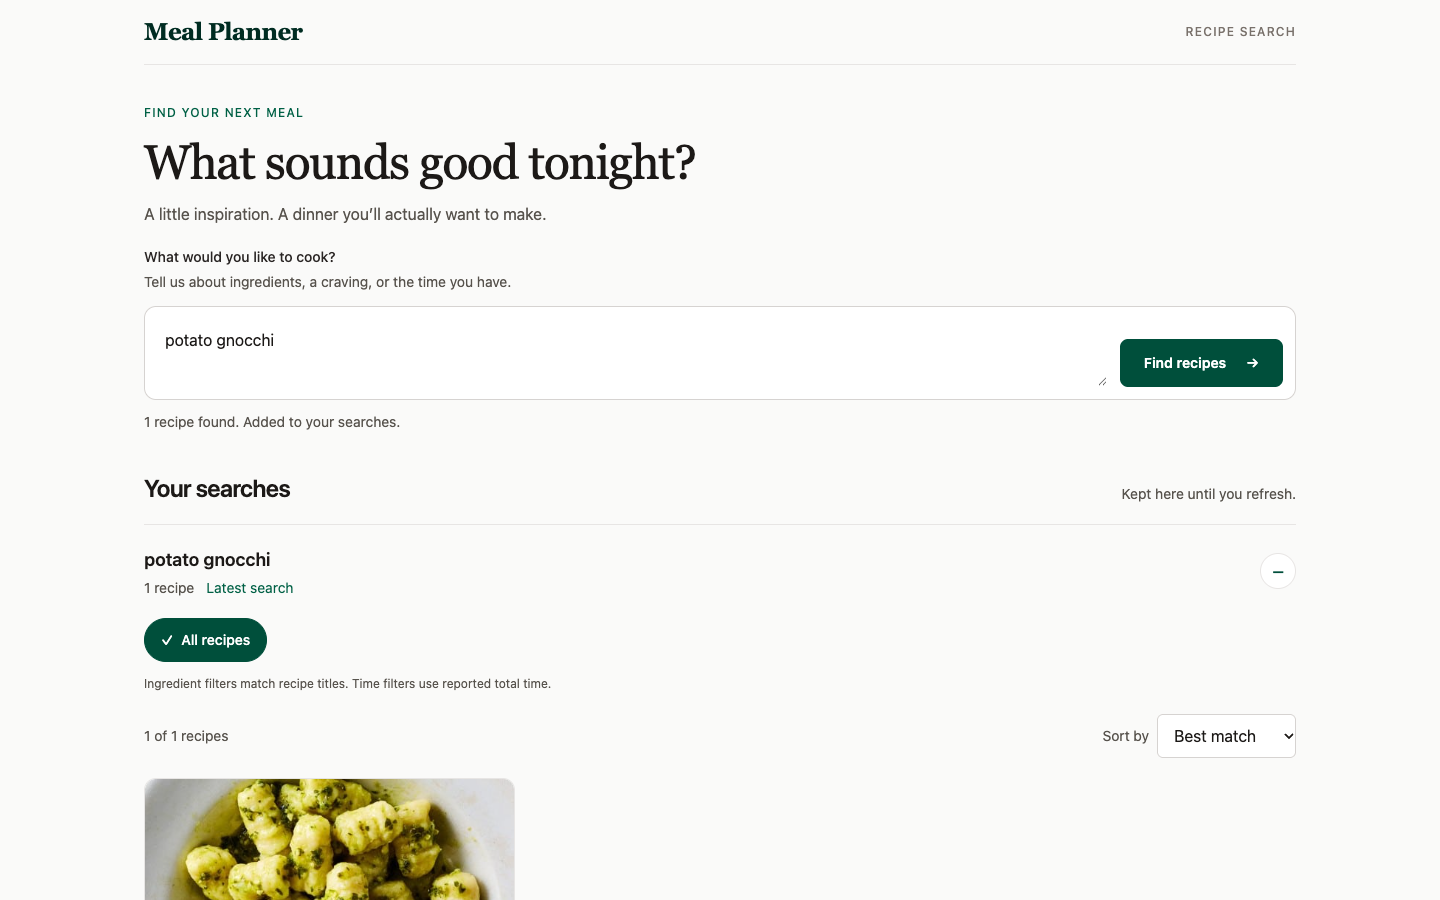 Meal Planner
RECIPE SEARCH
FIND YOUR NEXT MEAL
What sounds good tonight?
A little inspiration. A dinner you’ll actually want to make.
What would you like to cook?
Tell us about ingredients, a craving, or the time you have.
potato gnocchi
Find recipes →
1 recipe found. Added to your searches.
Your searches
Kept here until you refresh.
potato gnocchi
1 recipe Latest search
–
✓ All recipes
Ingredient filters match recipe titles. Time filters use reported total time.
1 of 1 recipes
Sort by Best match